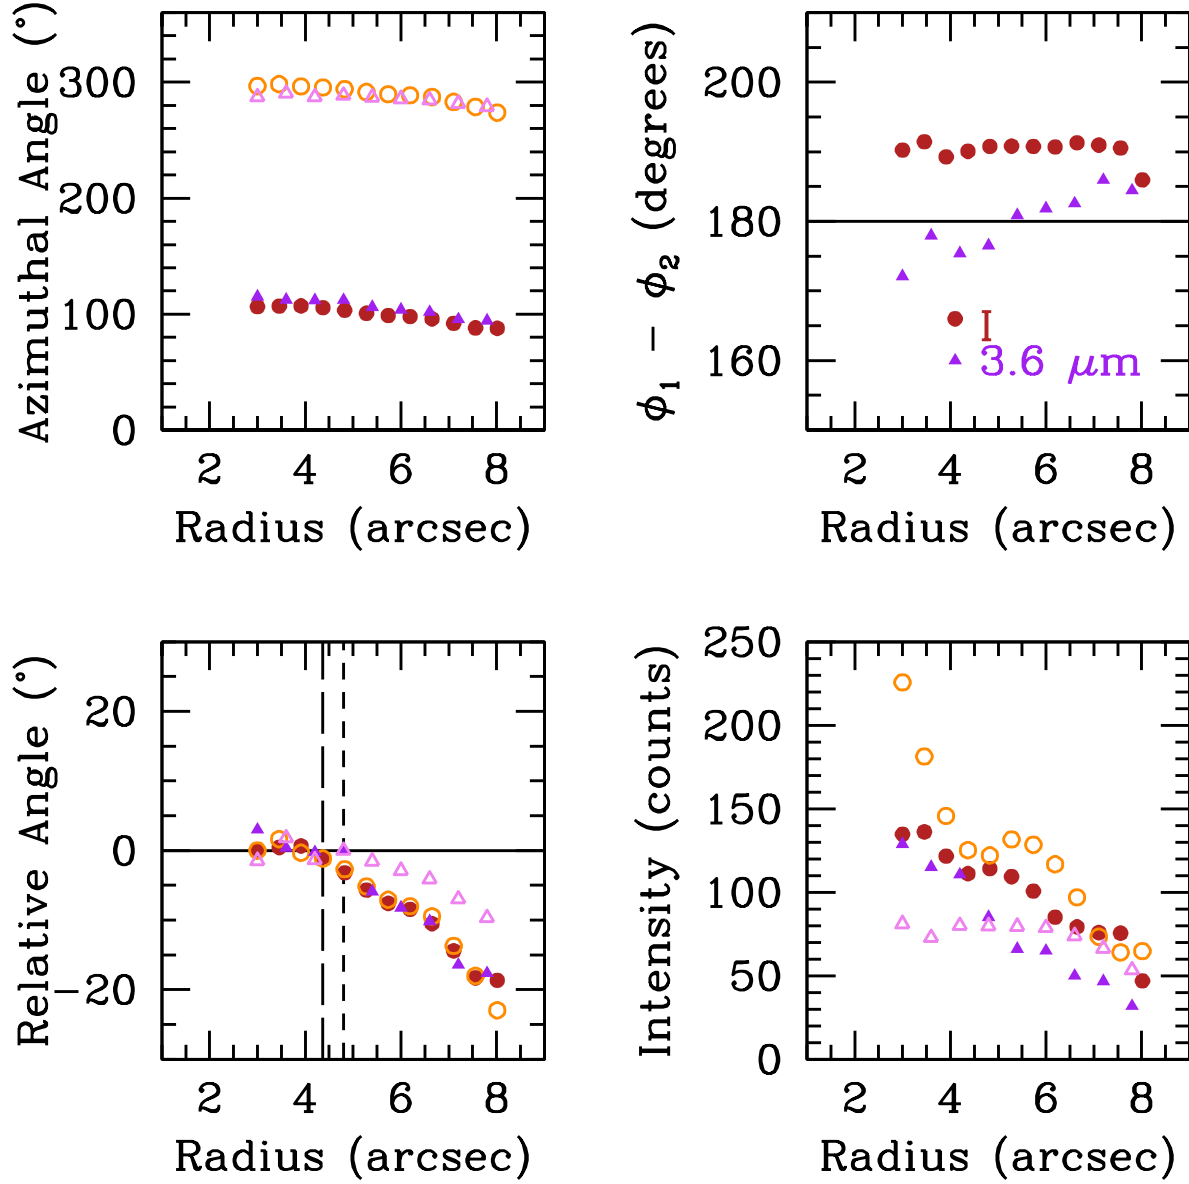 Azimuthal Angle (°)
300
200
100
0
2 4 6 8
Radius (arcsec)
ϕ1 − ϕ2 (degrees)
200
180
160
I
3.6 μm
2 4 6 8
Radius (arcsec)
Relative Angle (°)
20
0
−20
2 4 6 8
Radius (arcsec)
Intensity (counts)
250
200
150
100
50
0
2 4 6 8
Radius (arcsec)